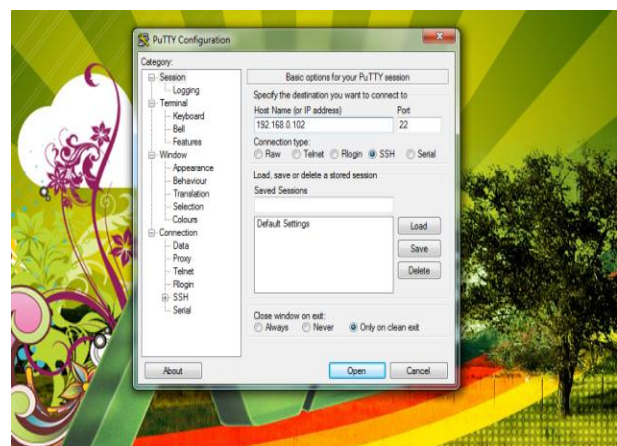 PuTTY Configuration
Category:
Session
Logging
Terminal
Keyboard
Bell
Features
Window
Appearance
Behaviour
Translation
Selection
Colours
Connection
Data
Proxy
Telnet
Rlogin
SSH
Serial
Basic options for your PuTTY session
Specify the destination you want to connect to
Host Name (or IP address) Port
192.168.0.102 22
Connection type:
Raw Telnet Rlogin SSH Serial
Load, save or delete a stored session
Saved Sessions
Default Settings
Load
Save
Delete
Close window on exit:
Always Never Only on clean exit
About Open Cancel